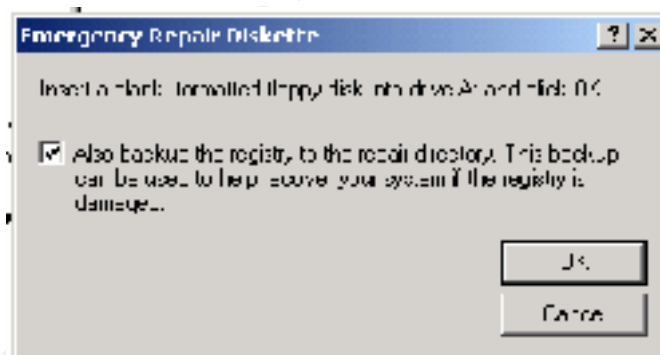 Emergency Repair Diskette
Insert a blank formatted floppy disk into drive A: and click OK
Also backup the registry to the repair directory. This backup
can be used to help recover your system if the registry is
damaged.
OK
Cancel